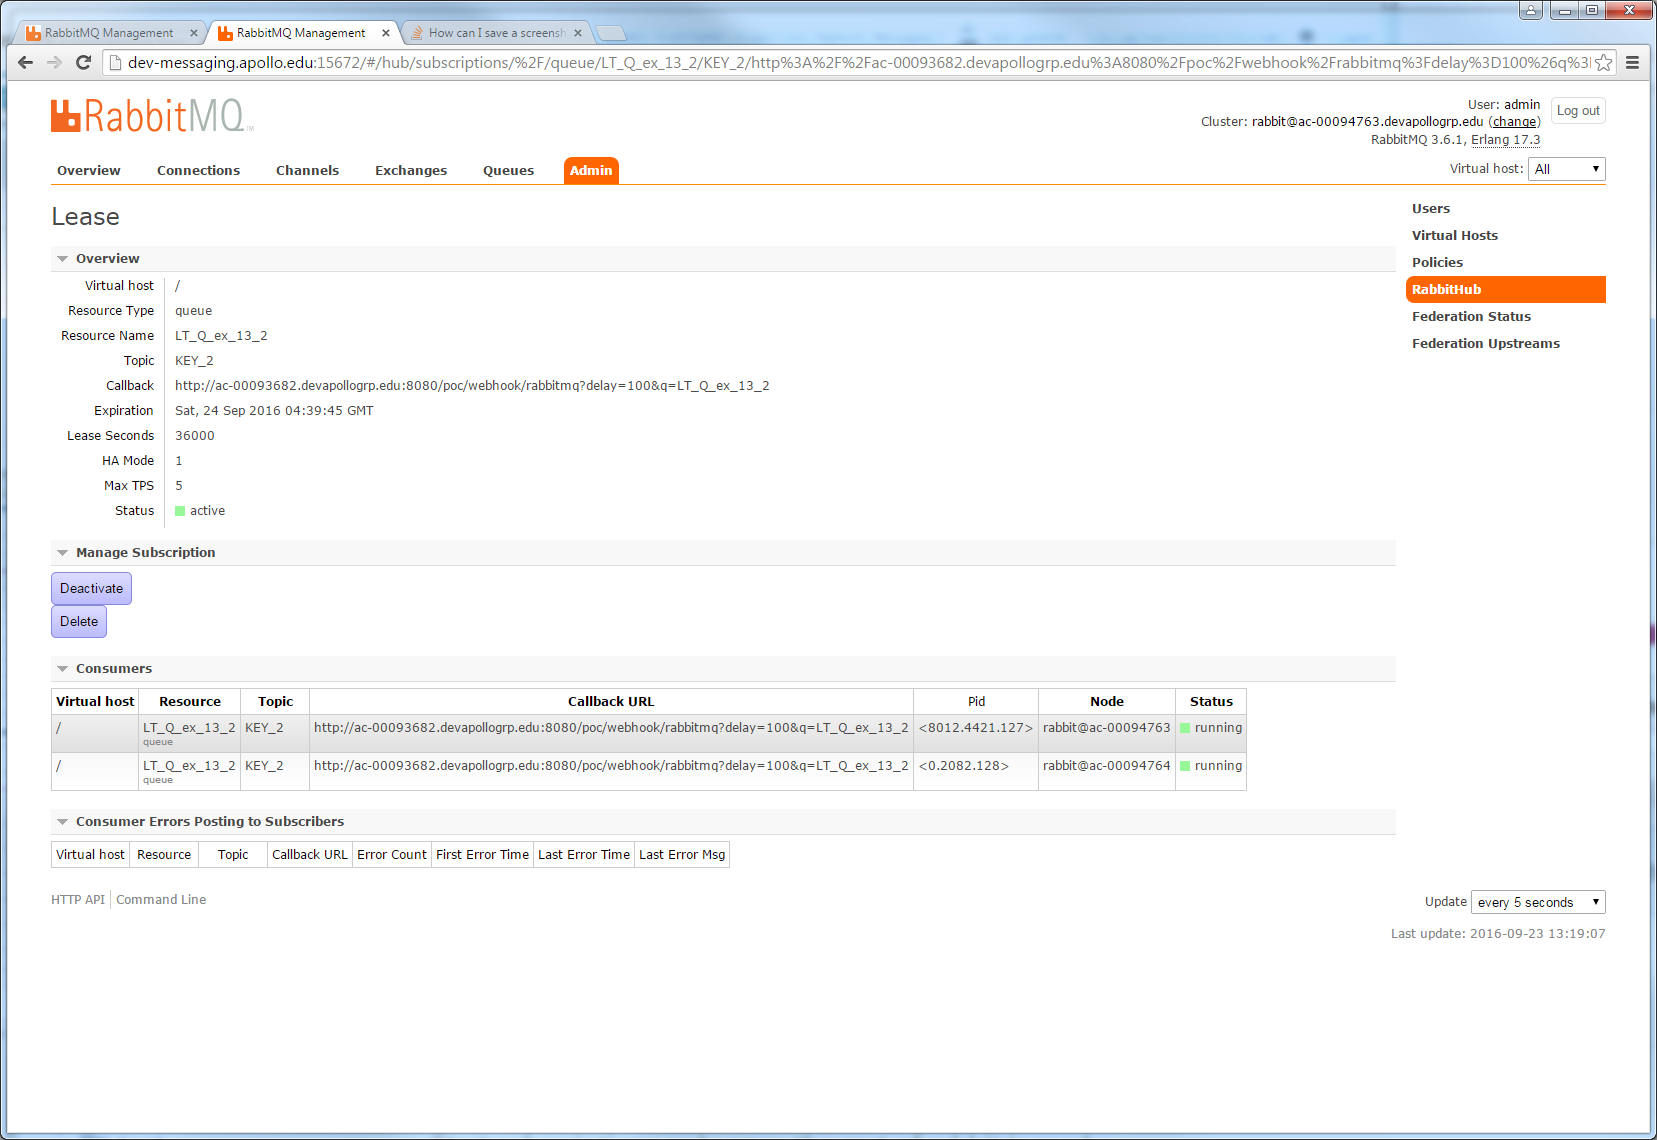 RabbitMQ Management
RabbitMQ Management
How can I save a screensh
dev-messaging.apollo.edu:15672/#/hub/subscriptions/%2F/queue/LT_Q_ex_13_2/KEY_2/http%3A%2F%2Fac-00093682.devapollogrp.edu%3A8080%2Fpoc%2Fwebhook%2Frabbitmq%3Fdelay%3D100%26q%3
RabbitMQ TM
User: admin
Cluster: rabbit@ac-00094763.devapollogrp.edu (change)
RabbitMQ 3.6.1, Erlang 17.3
Log out
Overview Connections Channels Exchanges Queues Admin
Virtual host: All
Lease
Users
Virtual Hosts
Policies
RabbitHub
Federation Status
Federation Upstreams
Overview
Virtual host /
Resource Type queue
Resource Name LT_Q_ex_13_2
Topic KEY_2
Callback http://ac-00093682.devapollogrp.edu:8080/poc/webhook/rabbitmq?delay=100&q=LT_Q_ex_13_2
Expiration Sat, 24 Sep 2016 04:39:45 GMT
Lease Seconds 36000
HA Mode 1
Max TPS 5
Status active
Manage Subscription
Deactivate
Delete
Consumers
Virtual host Resource Topic Callback URL Pid Node Status
/ LT_Q_ex_13_2 KEY_2 http://ac-00093682.devapollogrp.edu:8080/poc/webhook/rabbitmq?delay=100&q=LT_Q_ex_13_2 <8012.4421.127> rabbit@ac-00094763 running
queue
/ LT_Q_ex_13_2 KEY_2 http://ac-00093682.devapollogrp.edu:8080/poc/webhook/rabbitmq?delay=100&q=LT_Q_ex_13_2 <0.2082.128> rabbit@ac-00094764 running
queue
Consumer Errors Posting to Subscribers
Virtual host Resource Topic Callback URL Error Count First Error Time Last Error Time Last Error Msg
HTTP API Command Line
Update every 5 seconds
Last update: 2016-09-23 13:19:07